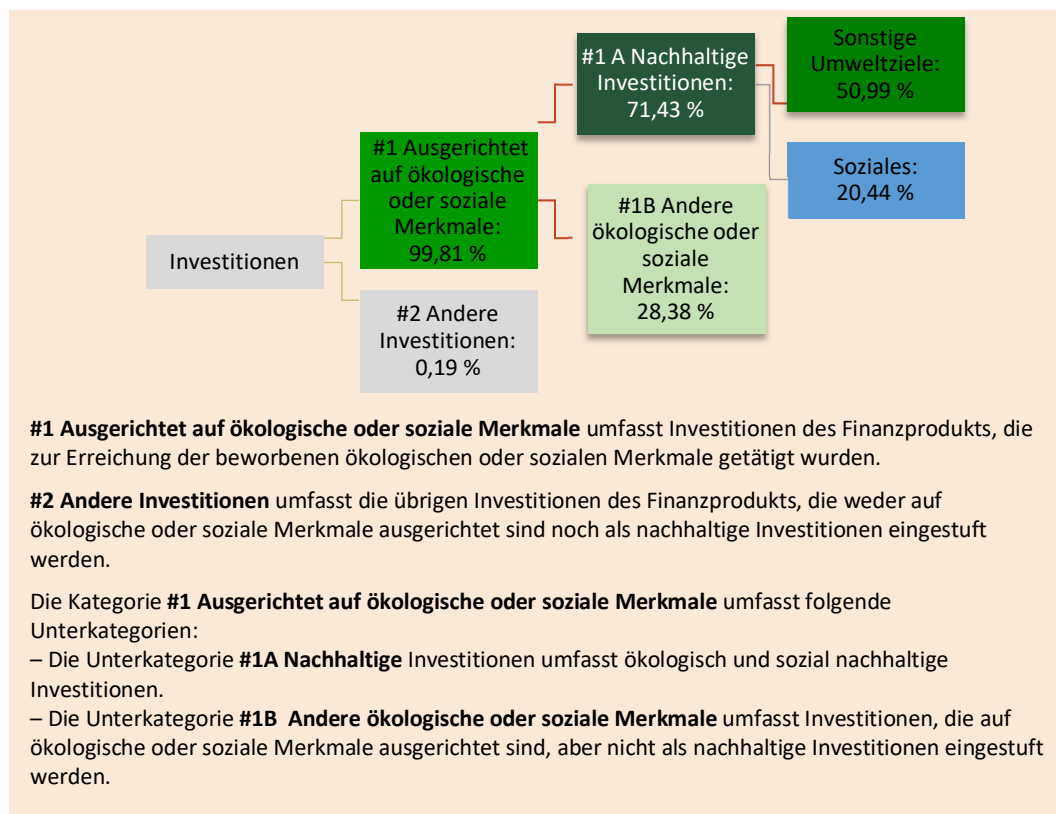 #1 A Nachhaltige
Investitionen:
71,43 %
Sonstige
Umweltziele:
50,99 %
#1 Ausgerichtet
auf ökologische
oder soziale
Merkmale:
99,81 %
Soziales:
20,44 %
#1B Andere
ökologische oder
soziale
Merkmale:
28,38 %
Investitionen
#2 Andere
Investitionen:
0,19 %
#1 Ausgerichtet auf ökologische oder soziale Merkmale umfasst Investitionen des Finanzprodukts, die
zur Erreichung der beworbenen ökologischen oder sozialen Merkmale getätigt wurden.
#2 Andere Investitionen umfasst die übrigen Investitionen des Finanzprodukts, die weder auf
ökologische oder soziale Merkmale ausgerichtet sind noch als nachhaltige Investitionen eingestuft
werden.
Die Kategorie #1 Ausgerichtet auf ökologische oder soziale Merkmale umfasst folgende
Unterkategorien:
– Die Unterkategorie #1A Nachhaltige Investitionen umfasst ökologisch und sozial nachhaltige
Investitionen.
– Die Unterkategorie #1B Andere ökologische oder soziale Merkmale umfasst Investitionen, die auf
ökologische oder soziale Merkmale ausgerichtet sind, aber nicht als nachhaltige Investitionen eingestuft
werden.